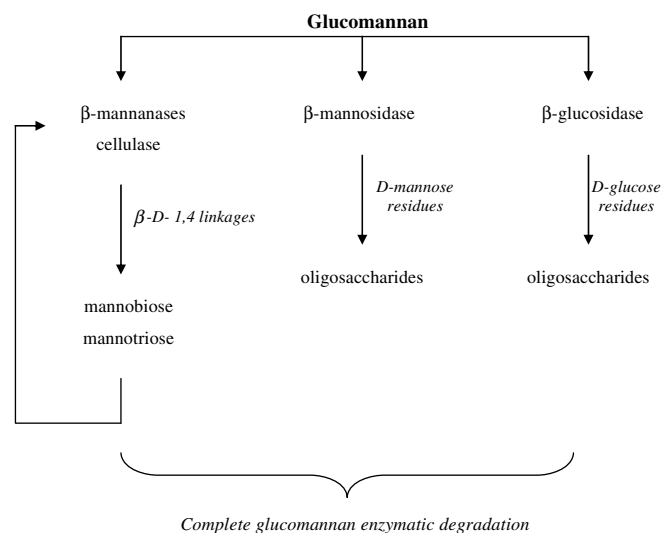 Glucomannan
β-mannanases
cellulase
β-mannosidase
β-glucosidase
β-D- 1,4 linkages
D-mannose
residues
D-glucose
residues
mannobiose
mannotriose
oligosaccharides
oligosaccharides
Complete glucomannan enzymatic degradation